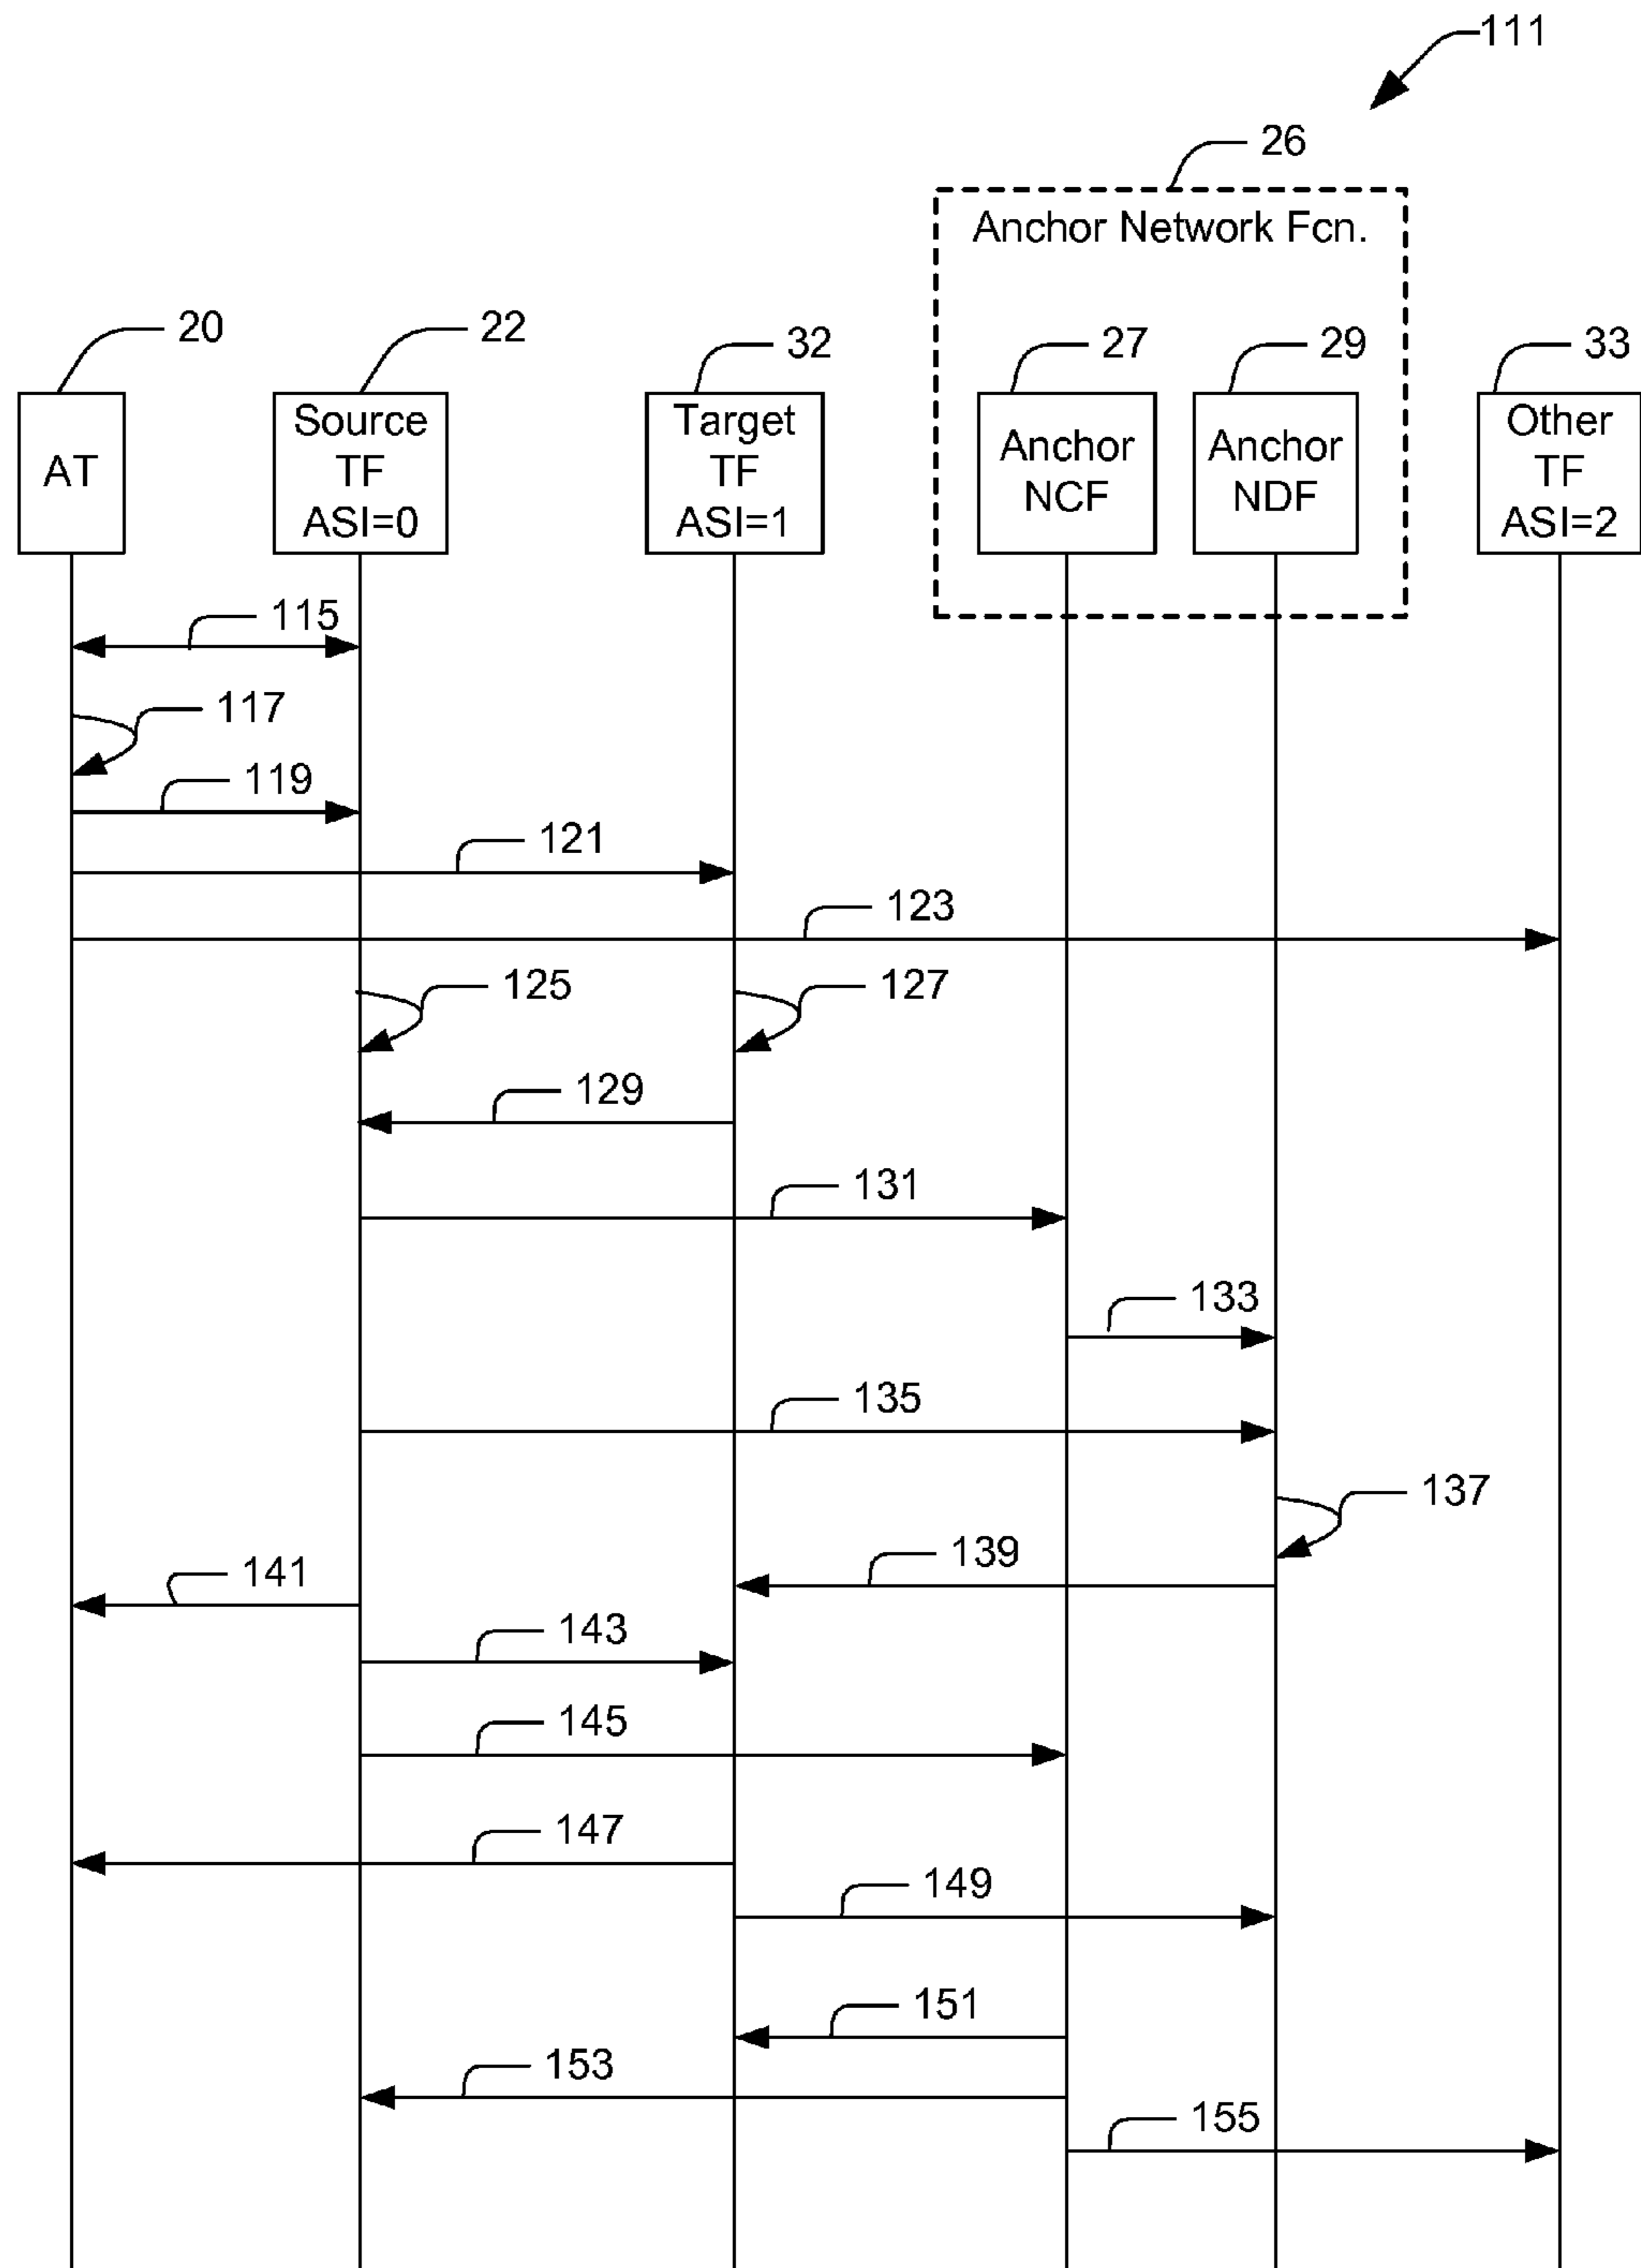 111
26
Anchor Network Fcn.
20
22
32
27
29
33
AT
Source
TF
ASI=0
Target
TF
ASI=1
Anchor
NCF
Anchor
NDF
Other
TF
ASI=2
115
117
119
121
123
125
127
129
131
133
135
137
139
141
143
145
147
149
151
153
155